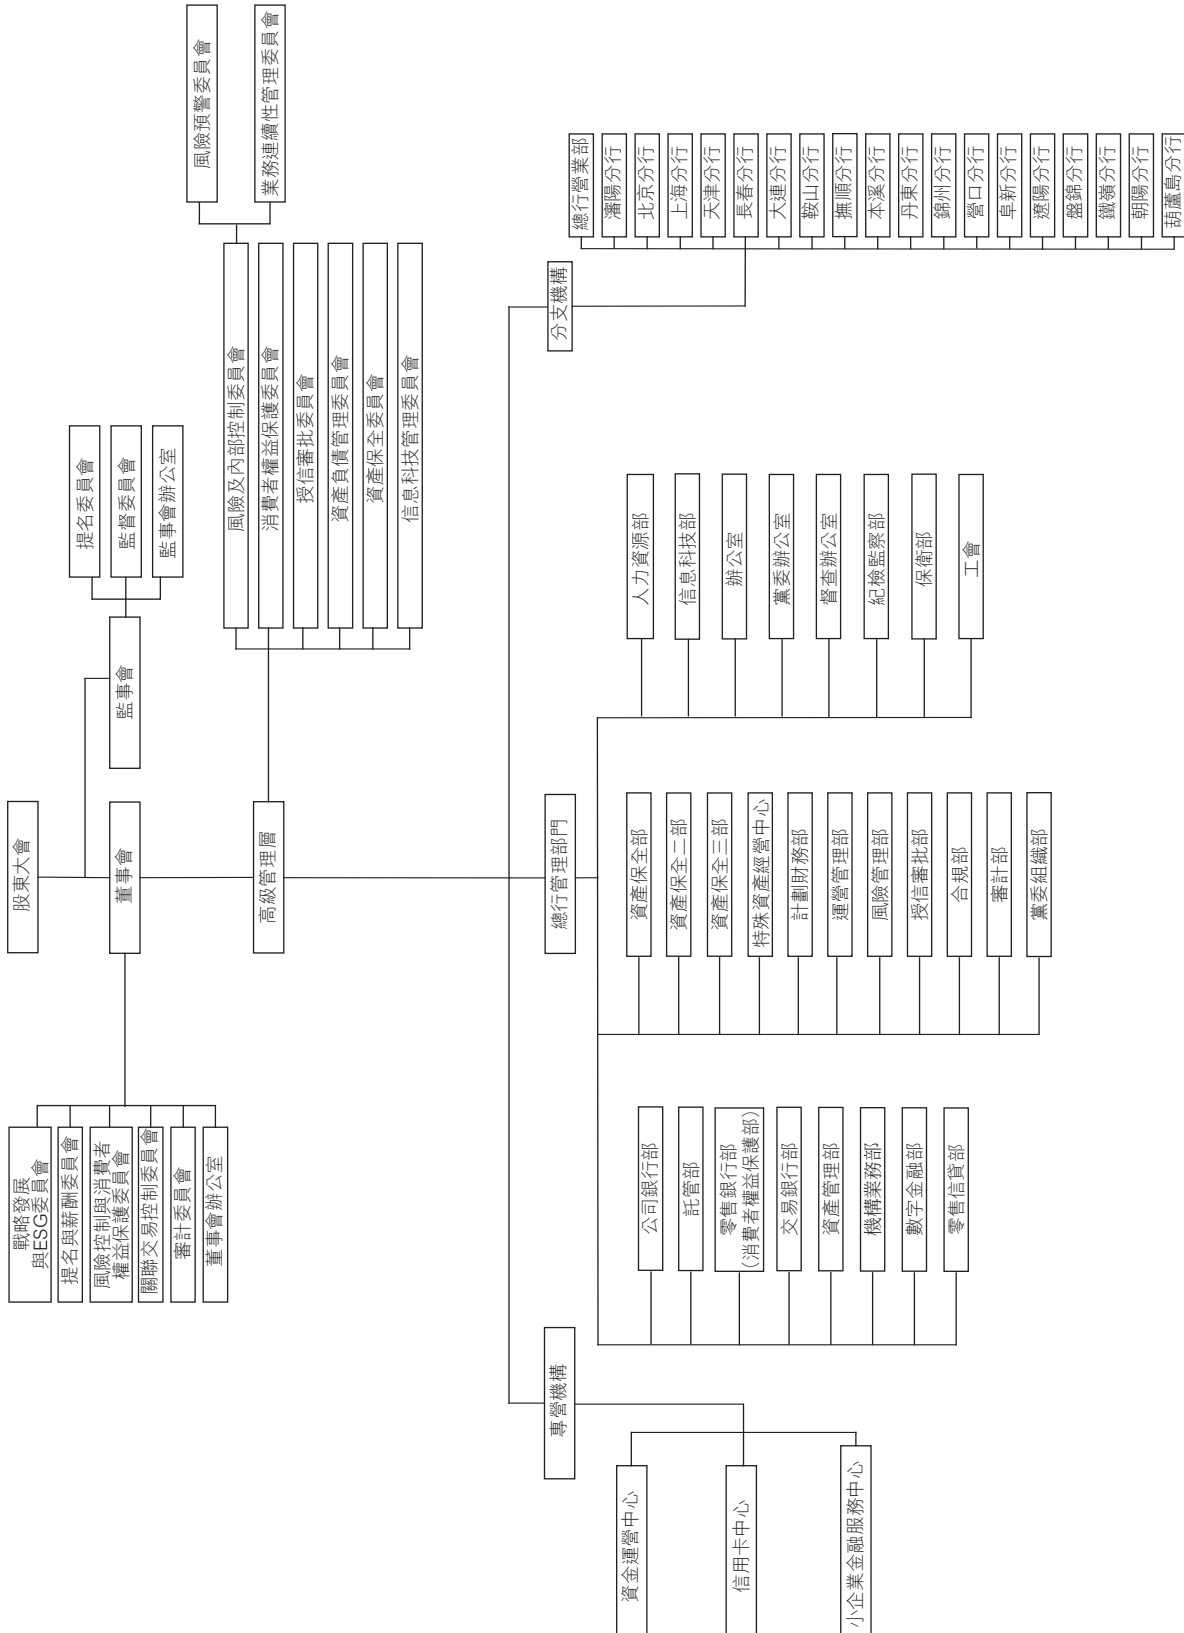 股東大會
董事會
監事會
提名委員會
監督委員會
監事會辦公室
戰略發展
與ESG委員會
提名與薪酬委員會
風險控制與消費者
權益保護委員會
關聯交易控制委員會
審計委員會
董事會辦公室
高級管理層
風險及內部控制委員會
消費者權益保護委員會
授信審批委員會
資產負債管理委員會
資產保全委員會
信息科技管理委員會
風險預警委員會
業務連續性管理委員會
專營機構
總行管理部門
分支機構
資金運營中心
信用卡中心
小企業金融服務中心
公司銀行部
託管部
零售銀行部
(消費者權益保護部)
交易銀行部
資產管理部
機構業務部
數字金融部
零售信貸部
資產保全部
資產保全二部
資產保全三部
特殊資產經營中心
計劃財務部
運營管理部
風險管理部
授信審批部
合規部
審計部
黨委組織部
人力資源部
信息科技部
辦公室
黨委辦公室
督查辦公室
紀檢監察部
保衛部
工會
總行營業部
瀋陽分行
北京分行
上海分行
天津分行
長春分行
大連分行
鞍山分行
撫順分行
本溪分行
丹東分行
錦州分行
營口分行
阜新分行
遼陽分行
盤錦分行
鐵嶺分行
朝陽分行
葫蘆島分行